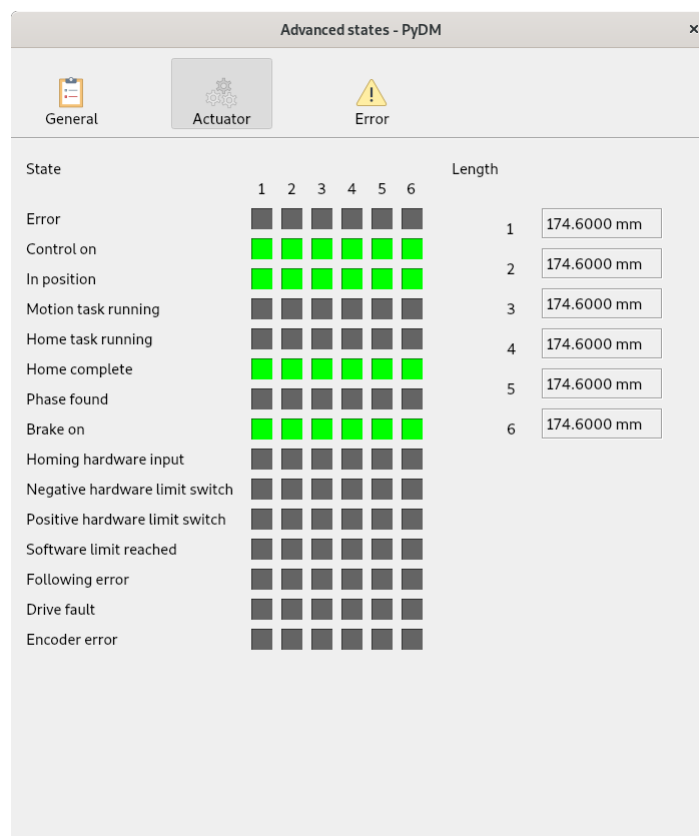 Advanced states - PyDM
General
Actuator
Error
State
Length
1 2 3 4 5 6
Error
Control on
In position
Motion task running
Home task running
Home complete
Phase found
Brake on
Homing hardware input
Negative hardware limit switch
Positive hardware limit switch
Software limit reached
Following error
Drive fault
Encoder error
1 174.6000 mm
2 174.6000 mm
3 174.6000 mm
4 174.6000 mm
5 174.6000 mm
6 174.6000 mm